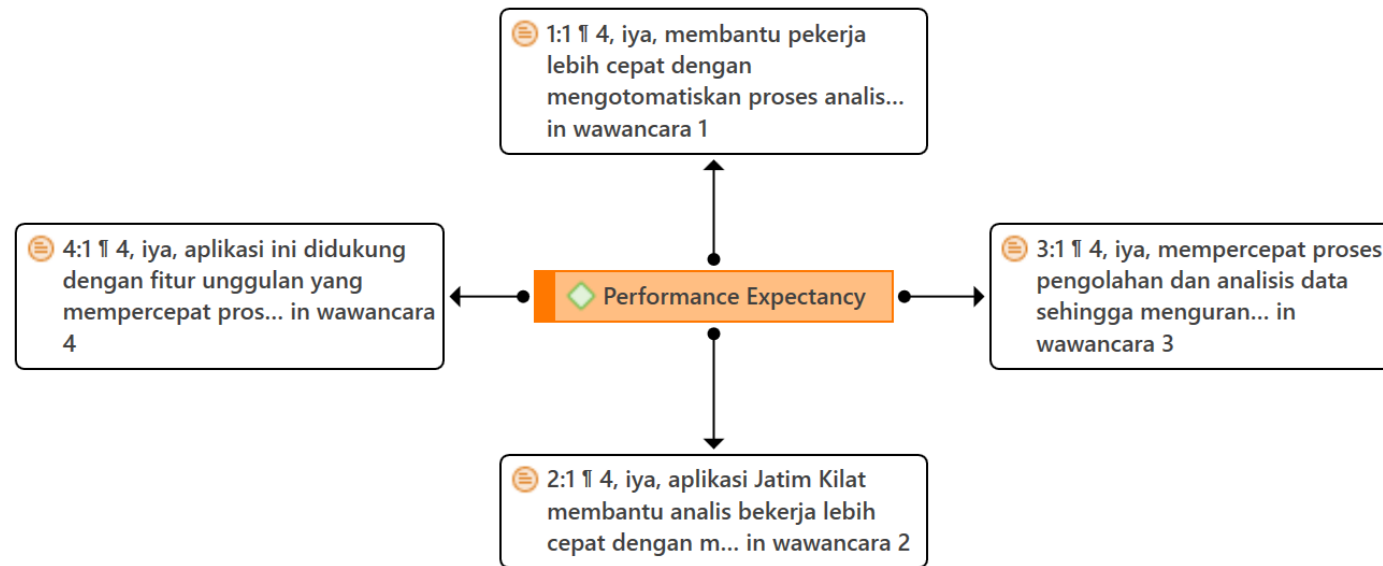 1:1 ¶ 4, iya, membantu pekerja
lebih cepat dengan
mengotomatiskan proses analis...
in wawancara 1
4:1 ¶ 4, iya, aplikasi ini didukung
dengan fitur unggulan yang
mempercepat pros... in wawancara
4
Performance Expectancy
3:1 ¶ 4, iya, mempercepat proses
pengolahan dan analisis data
sehingga menguran... in
wawancara 3
2:1 ¶ 4, iya, aplikasi Jatim Kilat
membantu analis bekerja lebih
cepat dengan m... in wawancara 2